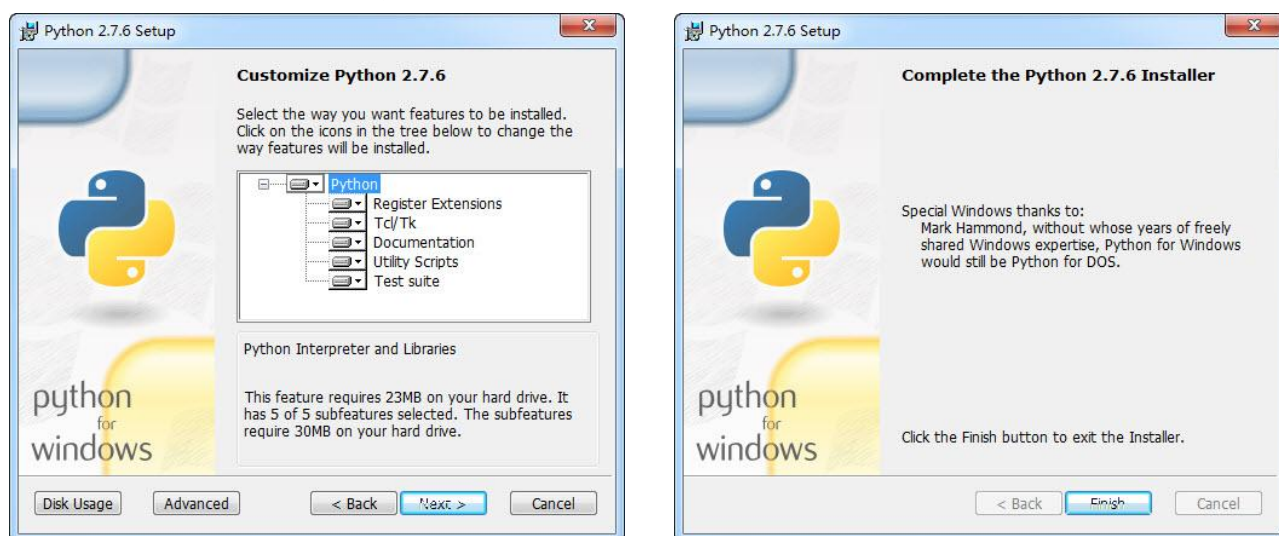 Python 2.7.6 Setup
Customize Python 2.7.6
Select the way you want features to be installed.
Click on the icons in the tree below to change the
way features will be installed.
Python
Register Extensions
Tcl/Tk
Documentation
Utility Scripts
Test suite
Python Interpreter and Libraries
This feature requires 23MB on your hard drive. It
has 5 of 5 subfeatures selected. The subfeatures
require 30MB on your hard drive.
python
for
windows
Disk Usage
Advanced
< Back
Next >
Cancel
Python 2.7.6 Setup
Complete the Python 2.7.6 Installer
Special Windows thanks to:
Mark Hammond, without whose years of freely
shared Windows expertise, Python for Windows
would still be Python for DOS.
Click the Finish button to exit the Installer.
python
for
windows
< Back
Finish
Cancel